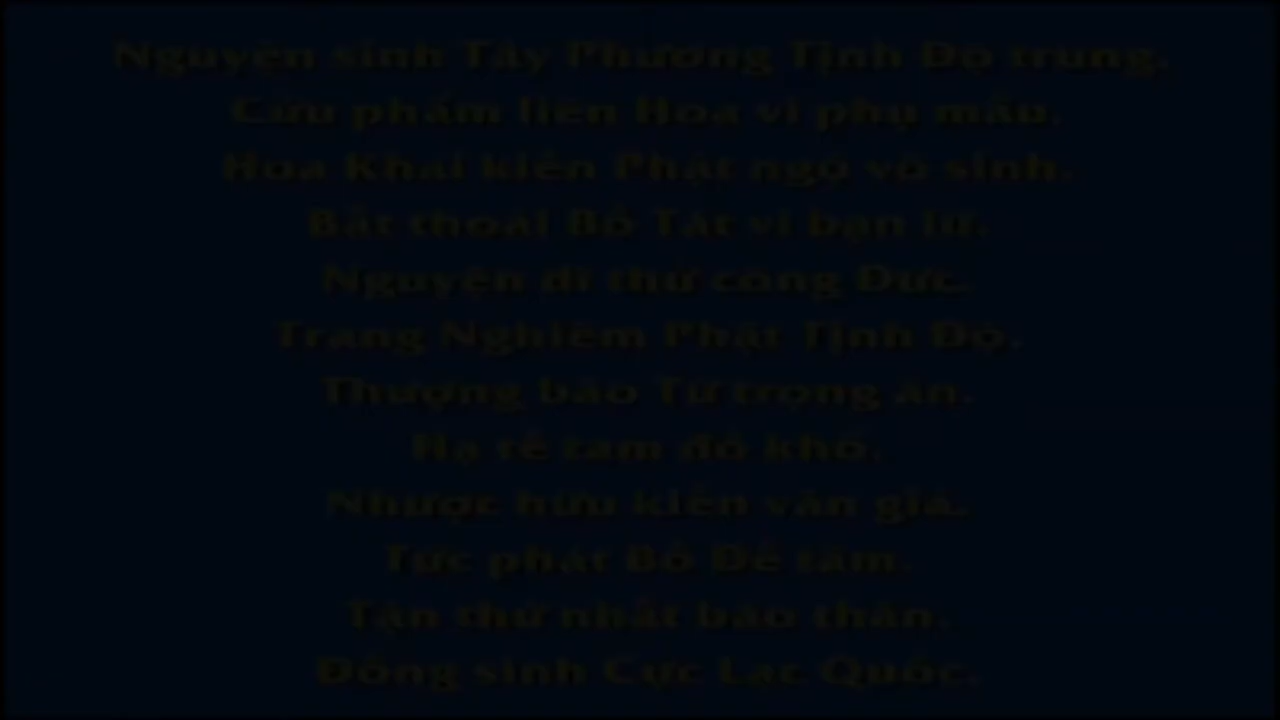 Nguyện sinh Tây Phương Tịnh Độ trung.
Cửu phẩm liên Hoa vi phụ mẫu.
Hoa Khai kiến Phật ngộ vô sinh.
Bất thoái Bồ Tát vi bạn lữ.
Nguyện dĩ thử công Đức.
Trang Nghiêm Phật Tịnh Độ.
Thượng báo Tứ trọng ân.
Hạ tề tam đồ khổ.
Nhược hữu kiến văn giả.
Tức phát Bồ Đề tâm.
Tận thử nhất báo thân.
Đồng sinh Cực Lạc Quốc.